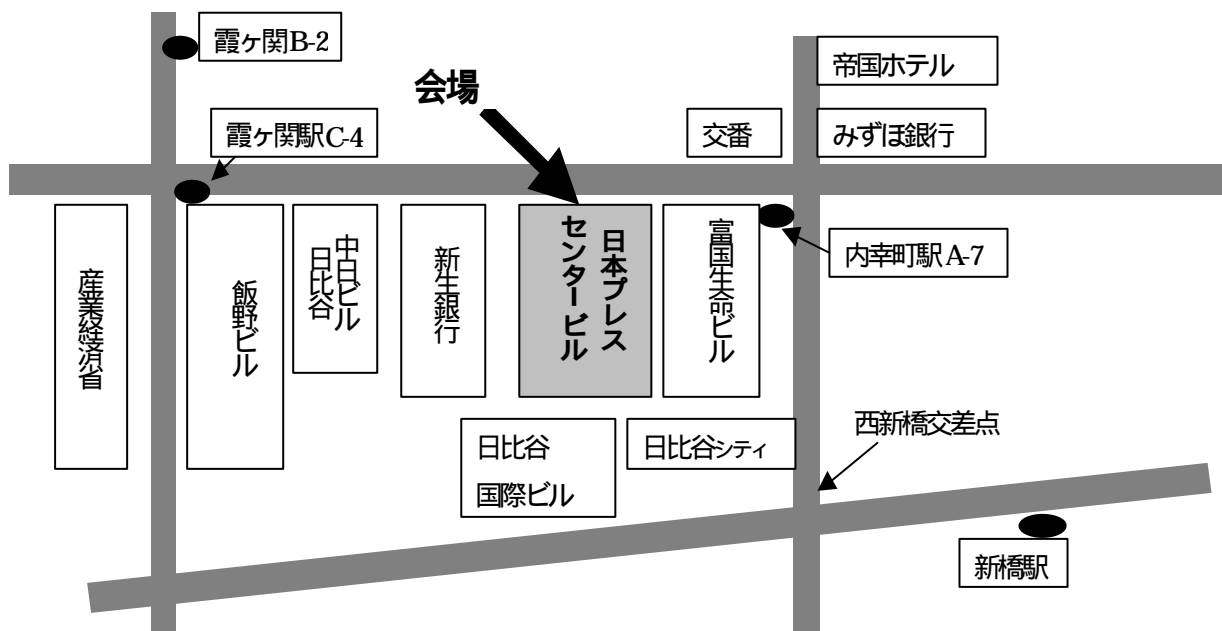 霞ヶ関B-2
帝国ホテル
会場
霞ヶ関駅C-4
交番
みずほ銀行
産業経済省
飯野ビル
日比谷
中日ビル
新生銀行
日本プレス
センタービル
富国生命ビル
内幸町駅A-7
西新橋交差点
日比谷
国際ビル
日比谷シティ
新橋駅